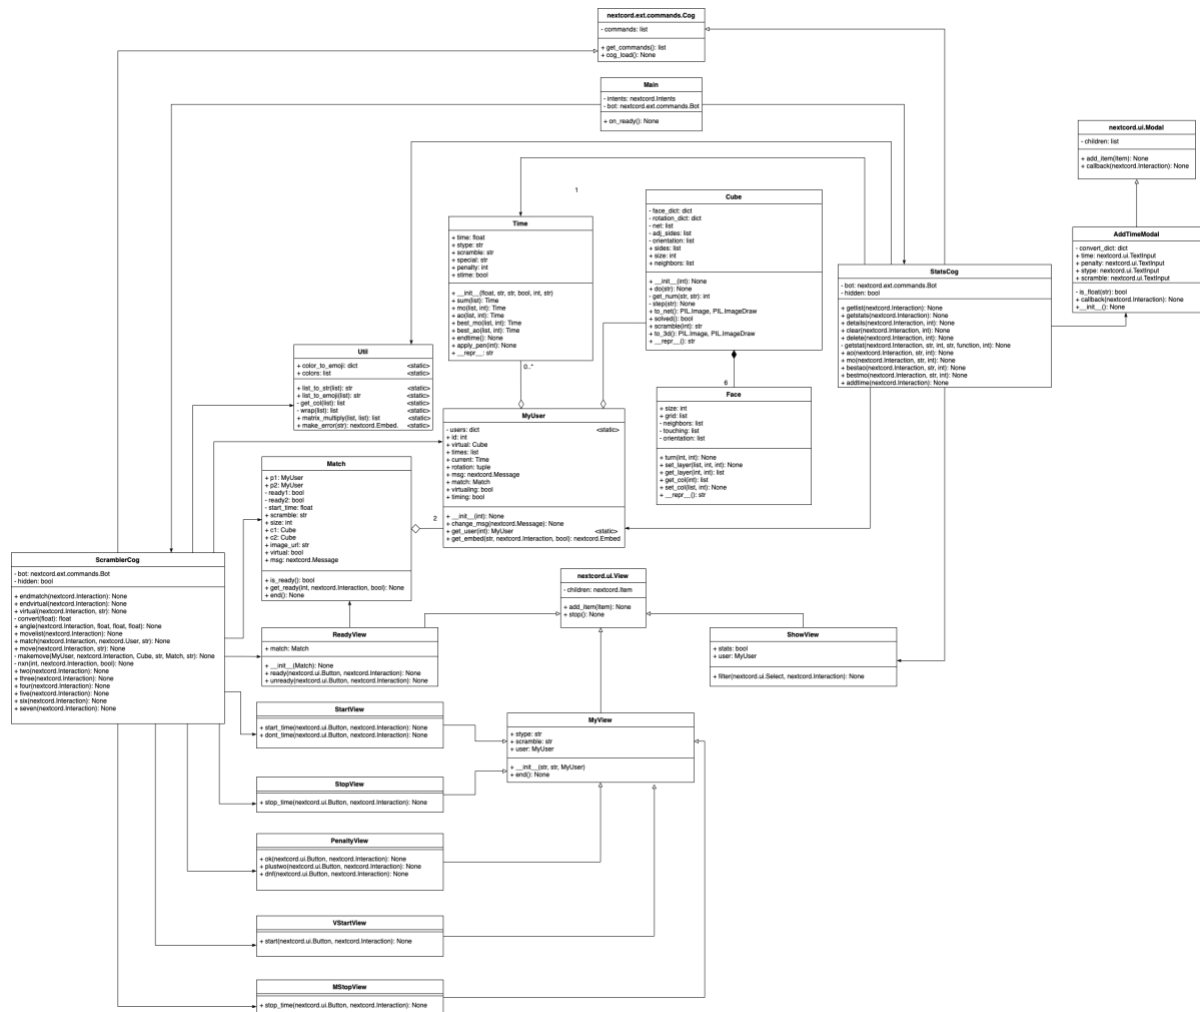 nextcord.ext.commands.Cog
- commands: list
+ get_commands(): list
+ cog_load(): None
Main
- intents: nextcord.Intents
- bot: nextcord.ext.commands.Bot
+ on_ready(): None
nextcord.ui.Modal
- children: list
+ add_item(Item): None
+ callback(nextcord.Interaction): None
1
Time
+ time: float
+ stype: str
+ scramble: str
+ special: str
+ penalty: int
+ stime: bool
+ __init__(float, str, str, bool, int, str)
+ sum(list): Time
+ mo(list, int): Time
+ ao(list, int): Time
+ best_mo(list, int): Time
+ best_ao(list, int): Time
+ endtime(): None
+ apply_pen(int): None
+ __repr__: str
0..*
Cube
- face_dict: dict
- rotation_dict: dict
- net: list
- adj_sides: list
- orientation: list
+ sides: list
+ size: int
+ neighbors: list
+ __init__(int): None
+ do(str): None
- get_num(str, str): int
- step(str): None
+ to_net(): PIL.Image, PIL.ImageDraw
+ solved(): bool
+ scramble(int): str
+ to_3d(): PIL.Image, PIL.ImageDraw
+ __repr__(): str
6
AddTimeModal
- convert_dict: dict
+ time: nextcord.ui.TextInput
+ penalty: nextcord.ui.TextInput
+ stype: nextcord.ui.TextInput
+ scramble: nextcord.ui.TextInput
- is_float(str): bool
+ callback(nextcord.Interaction): None
+ __init__(): None
StatsCog
- bot: nextcord.ext.commands.Bot
- hidden: bool
+ getlist(nextcord.Interaction): None
+ getstats(nextcord.Interaction): None
+ details(nextcord.Interaction, int): None
+ clear(nextcord.Interaction, int): None
+ delete(nextcord.Interaction, int): None
- getstat(nextcord.Interaction, str, int, str, function, int): None
+ ao(nextcord.Interaction, str, int): None
+ mo(nextcord.Interaction, str, int): None
+ bestao(nextcord.Interaction, str, int): None
+ bestmo(nextcord.Interaction, str, int): None
+ addtime(nextcord.Interaction): None
Util
+ color_to_emoji: dict <static>
+ colors: list <static>
+ list_to_str(list): str <static>
+ list_to_emoji(list): str <static>
- get_col(list): list <static>
- wrap(list): list <static>
+ matrix_multiply(list, list): list <static>
+ make_error(str): nextcord.Embed. <static>
MyUser
- users: dict <static>
+ id: int
+ virtual: Cube
+ times: list
+ current: Time
+ rotation: tuple
+ msg: nextcord.Message
+ match: Match
+ virtualing: bool
+ timing: bool
+ __init__(int): None
+ change_msg(nextcord.Message): None
+ get_user(int): MyUser <static>
+ get_embed(str, nextcord.Interaction, bool): nextcord.Embed
2
Face
+ size: int
+ grid: list
- neighbors: list
- touching: list
- orientation: list
+ turn(int, int): None
+ set_layer(list, int, int): None
+ get_layer(int, int): list
+ get_col(int): list
+ set_col(list, int): None
+ __repr__(): str
Match
+ p1: MyUser
+ p2: MyUser
- ready1: bool
- ready2: bool
- start_time: float
+ scramble: str
+ size: int
+ c1: Cube
+ c2: Cube
+ image_url: str
+ virtual: bool
+ msg: nextcord.Message
+ is_ready(): bool
+ get_ready(int, nextcord.Interaction, bool): None
+ end(): None
ScramblerCog
- bot: nextcord.ext.commands.Bot
- hidden: bool
+ endmatch(nextcord.Interaction): None
+ endvirtual(nextcord.Interaction): None
+ virtual(nextcord.Interaction, str): None
- convert(float): float
+ angle(nextcord.Interaction, float, float, float): None
+ movelist(nextcord.Interaction): None
+ match(nextcord.Interaction, nextcord.User, str): None
+ move(nextcord.Interaction, str): None
- makemove(MyUser, nextcord.Interaction, Cube, str, Match, str): None
- nxn(int, nextcord.Interaction, bool): None
+ two(nextcord.Interaction): None
+ three(nextcord.Interaction): None
+ four(nextcord.Interaction): None
+ five(nextcord.Interaction): None
+ six(nextcord.Interaction): None
+ seven(nextcord.Interaction): None
nextcord.ui.View
- children: nextcord.Item
+ add_item(Item): None
+ stop(): None
ReadyView
+ match: Match
+ __init__(Match): None
+ ready(nextcord.ui.Button, nextcord.Interaction): None
+ unready(nextcord.ui.Button, nextcord.Interaction): None
ShowView
+ stats: bool
+ user: MyUser
+ filter(nextcord.ui.Select, nextcord.Interaction): None
StartView
+ start_time(nextcord.ui.Button, nextcord.Interaction): None
+ dont_time(nextcord.ui.Button, nextcord.Interaction): None
MyView
+ stype: str
+ scramble: str
+ user: MyUser
+ __init__(str, str, MyUser)
+ end(): None
StopView
+ stop_time(nextcord.ui.Button, nextcord.Interaction): None
PenaltyView
+ ok(nextcord.ui.Button, nextcord.Interaction): None
+ plustwo(nextcord.ui.Button, nextcord.Interaction): None
+ dnf(nextcord.ui.Button, nextcord.Interaction): None
VStartView
+ start(nextcord.ui.Button, nextcord.Interaction): None
MStopView
+ stop_time(nextcord.ui.Button, nextcord.Interaction): None